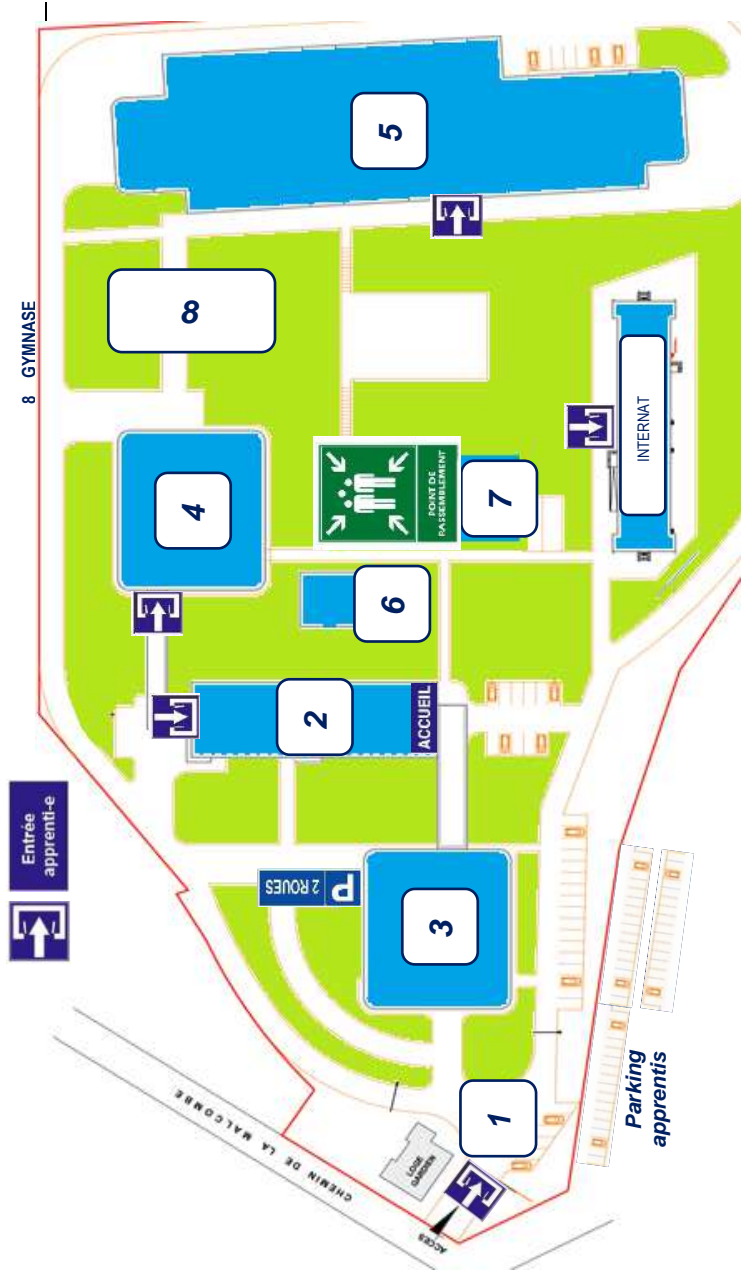 8 GYMNASE
5
8
4
POINT DE
RASSEMBLEMENT
7
INTERNAT
6
2
ACCUEIL
Entrée
apprenti-e
P 2 ROUES
3
Parking
apprentis
1
LOGE
GARDIEN
CHEMIN DE LA MALCOMBE
ACCES